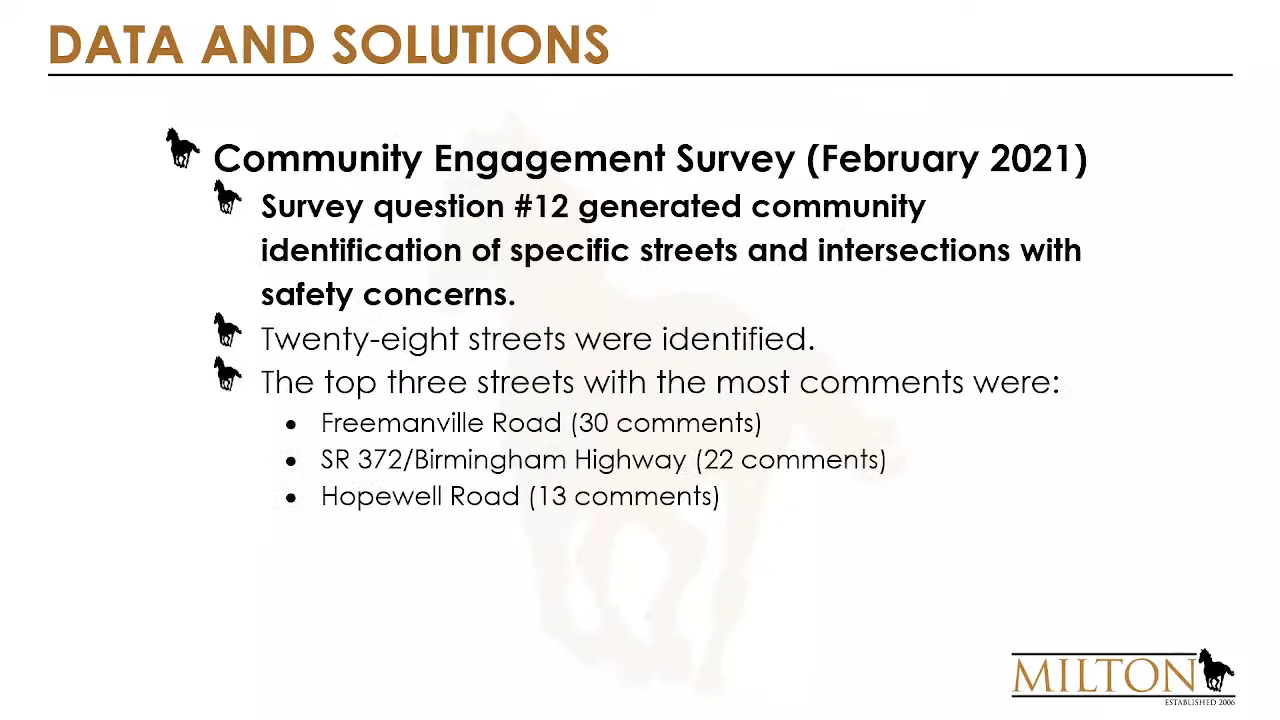 DATA AND SOLUTIONS
Community Engagement Survey (February 2021)
Survey question #12 generated community
identification of specific streets and intersections with
safety concerns.
Twenty-eight streets were identified.
The top three streets with the most comments were:
• Freemanville Road (30 comments)
• SR 372/Birmingham Highway (22 comments)
• Hopewell Road (13 comments)
MILTON
ESTABLISHED 2006